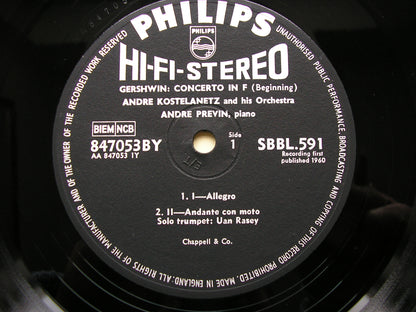 PHILIPS
PHILIPS
HI-FI-STEREO
GERSHWIN: CONCERTO IN F (Beginning)
ANDRE KOSTELANETZ and his Orchestra
ANDRE PREVIN, piano
BIEM NCB
847053BY
AA 847053 1Y
Side
1
SBBL.591
Recording first
published 1960
1. I—Allegro
2. II—Andante con moto
Solo trumpet: Uan Rasey
Chappell & Co.
ALL RIGHTS OF THE MANUFACTURER AND OF THE OWNER OF THE RECORDED WORK RESERVED
UNAUTHORISED PUBLIC PERFORMANCE, BROADCASTING AND COPYING OF THIS RECORD PROHIBITED. MADE IN ENGLAND.